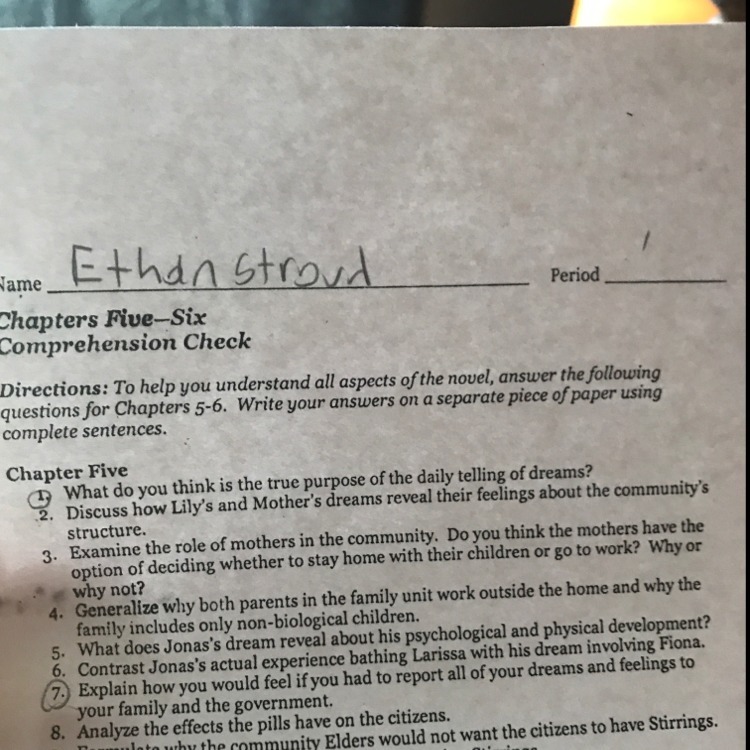 Name Ethan Stroud Period 1
Chapters Five—Six
Comprehension Check
Directions: To help you understand all aspects of the novel, answer the following
questions for Chapters 5-6. Write your answers on a separate piece of paper using
complete sentences.
Chapter Five
1. What do you think is the true purpose of the daily telling of dreams?
2. Discuss how Lily's and Mother's dreams reveal their feelings about the community's
structure.
3. Examine the role of mothers in the community. Do you think the mothers have the
option of deciding whether to stay home with their children or go to work? Why or
why not?
4. Generalize why both parents in the family unit work outside the home and why the
family includes only non-biological children.
5. What does Jonas's dream reveal about his psychological and physical development?
6. Contrast Jonas's actual experience bathing Larissa with his dream involving Fiona.
7. Explain how you would feel if you had to report all of your dreams and feelings to
your family and the government.
8. Analyze the effects the pills have on the citizens.
why the community Elders would not want the citizens to have Stirrings.